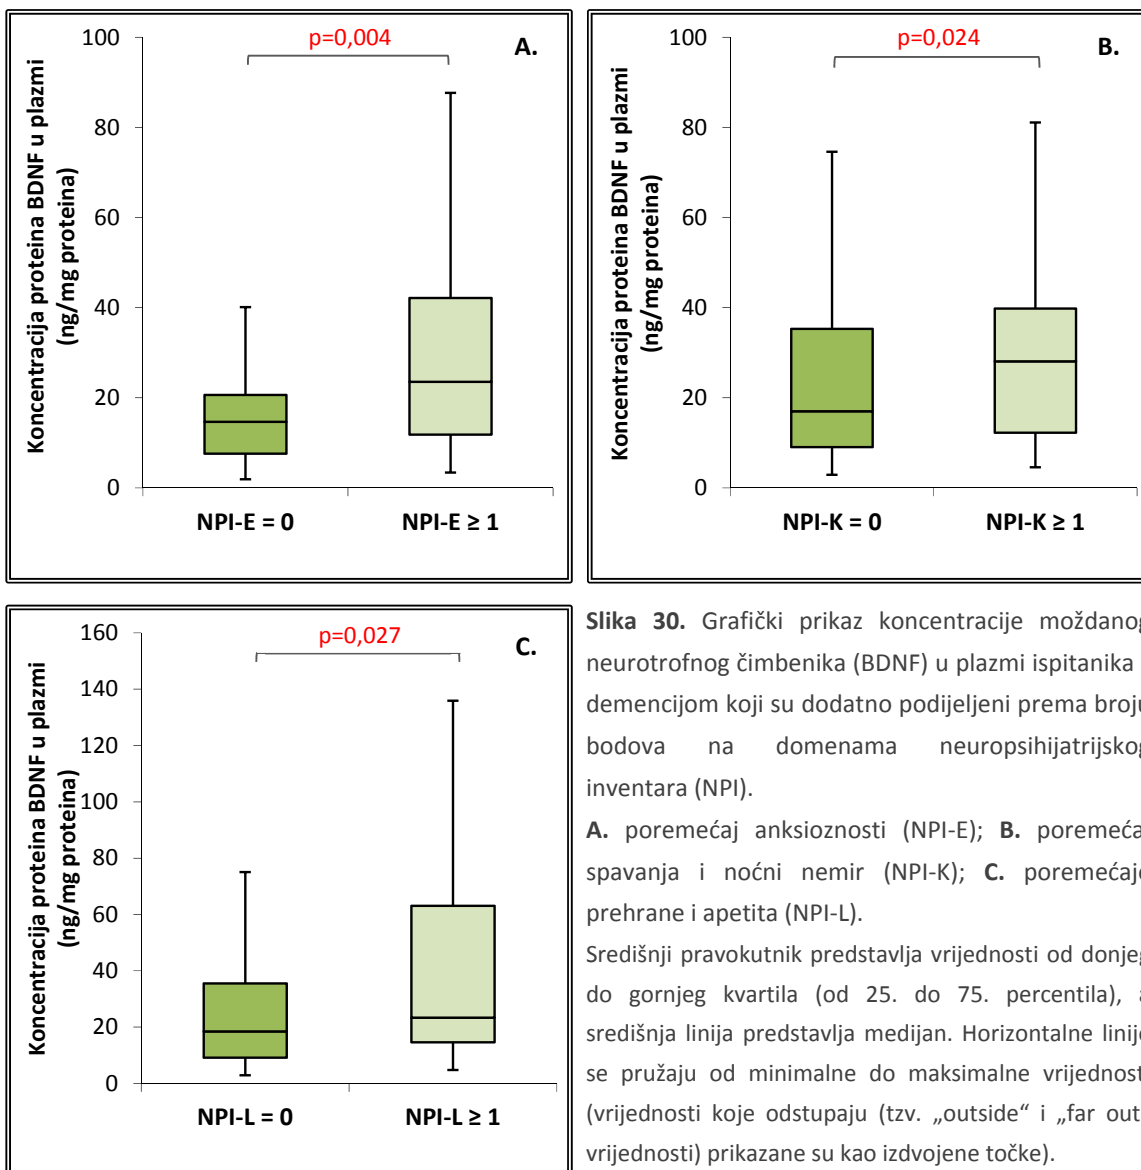 p=0,004
A.
Koncentracija proteina BDNF u plazmi
(ng/mg proteina)
100
80
60
40
20
0
NPI-E = 0
NPI-E ≥ 1
p=0,024
B.
Koncentracija proteina BDNF u plazmi
(ng/mg proteina)
100
80
60
40
20
0
NPI-K = 0
NPI-K ≥ 1
p=0,027
C.
Koncentracija proteina BDNF u plazmi
(ng/mg proteina)
160
140
120
100
80
60
40
20
0
NPI-L = 0
NPI-L ≥ 1
Slika 30. Grafički prikaz koncentracije moždanog
neurotrofnog čimbenika (BDNF) u plazmi ispitanika
demencijom koji su dodatno podijeljeni prema broju
bodova na domenama neuropsihijatrijskog
inventara (NPI).
A. poremećaj anksioznosti (NPI-E); B. poremeća
spavanja i noćni nemir (NPI-K); C. poremećaje
prehrane i apetita (NPI-L).
Središnji pravokutnik predstavlja vrijednosti od donjeg
do gornjeg kvartila (od 25. do 75. percentila), a
središnja linija predstavlja medijan. Horizontalne linije
se pružaju od minimalne do maksimalne vrijednost
(vrijednosti koje odstupaju (tzv. „outside“ i „far out
vrijednosti) prikazane su kao izdvojene točke).